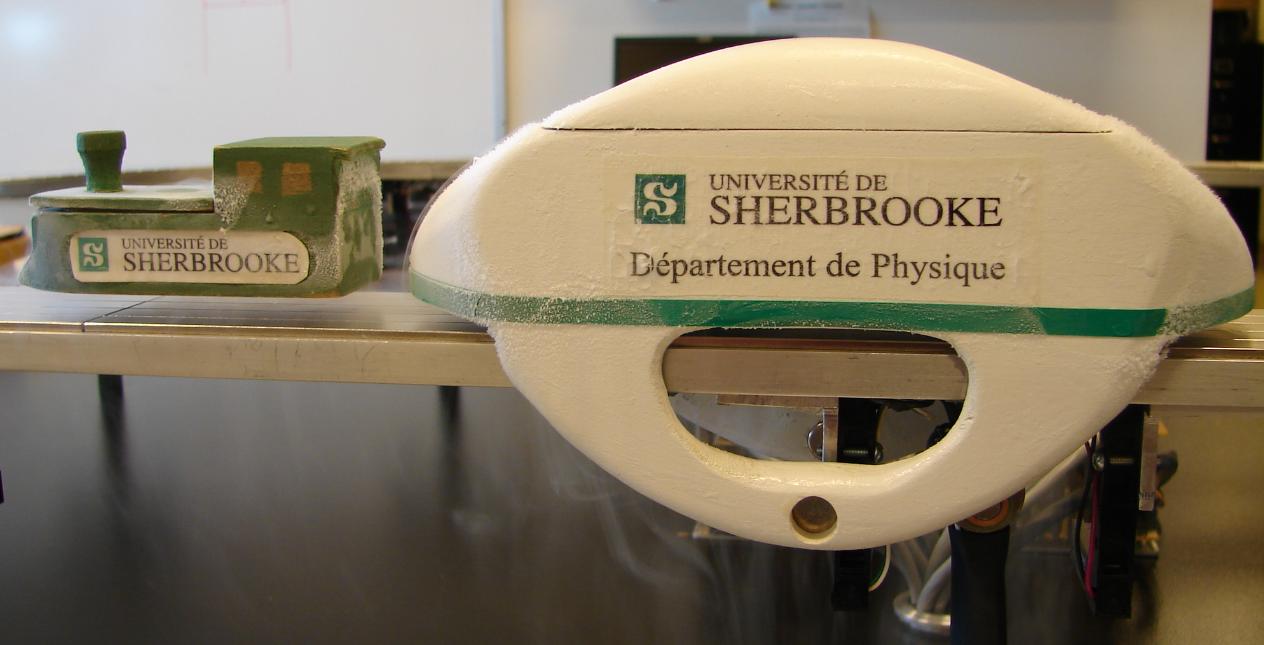 UNIVERSITÉ DE
SHERBROOKE
UNIVERSITÉ DE
SHERBROOKE
Département de Physique